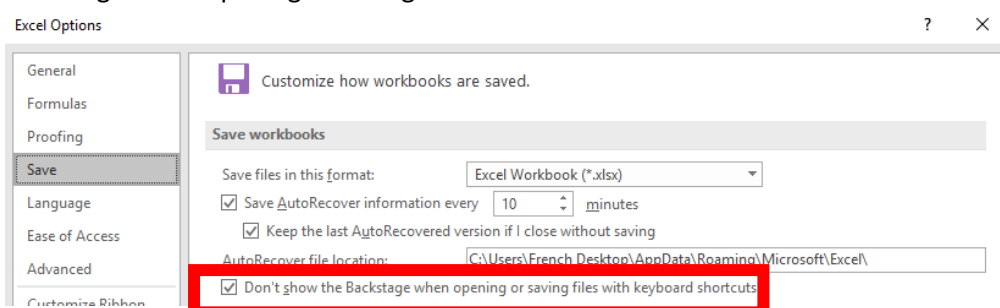 Excel Options ? ×
General
Formulas
Proofing
Save
Language
Ease of Access
Advanced
Customize Ribbon
Customize how workbooks are saved.
Save workbooks
Save files in this format: Excel Workbook (*.xlsx)
Save AutoRecover information every 10 minutes
Keep the last AutoRecovered version if I close without saving
AutoRecover file location: C:\Users\French Desktop\AppData\Roaming\Microsoft\Excel\
Don't show the Backstage when opening or saving files with keyboard shortcuts